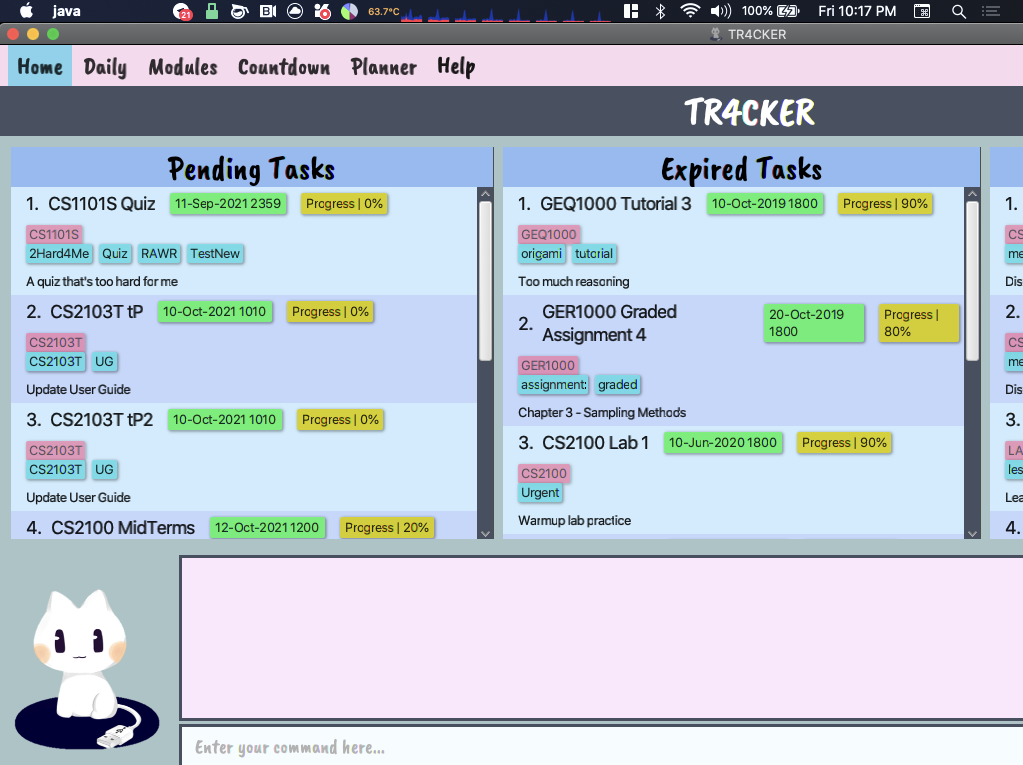 java 21 63.7°C 100% Fri 10:17 PM
TR4CKER
Home Daily Modules Countdown Planner Help
TR4CKER
Pending Tasks
1. CS1101S Quiz 11-Sep-2021 2359 Progress | 0%
CS1101S
2Hard4Me Quiz RAWR TestNew
A quiz that's too hard for me
2. CS2103T tP 10-Oct-2021 1010 Progress | 0%
CS2103T
CS2103T UG
Update User Guide
3. CS2103T tP2 10-Oct-2021 1010 Progress | 0%
CS2103T
CS2103T UG
Update User Guide
4. CS2100 MidTerms 12-Oct-2021 1200 Progress | 20%
Expired Tasks
1. GEQ1000 Tutorial 3 10-Oct-2019 1800 Progress | 90%
GEQ1000
origami tutorial
Too much reasoning
2. GER1000 Graded
Assignment 4
20-Oct-2019
1800
Progress |
80%
GER1000
assignment: graded
Chapter 3 - Sampling Methods
3. CS2100 Lab 1 10-Jun-2020 1800 Progress | 90%
CS2100
Urgent
Warmup lab practice
1.
CS
me
Dis
2.
CS
me
Dis
3.
LA
les
Lea
4.
Enter your command here...